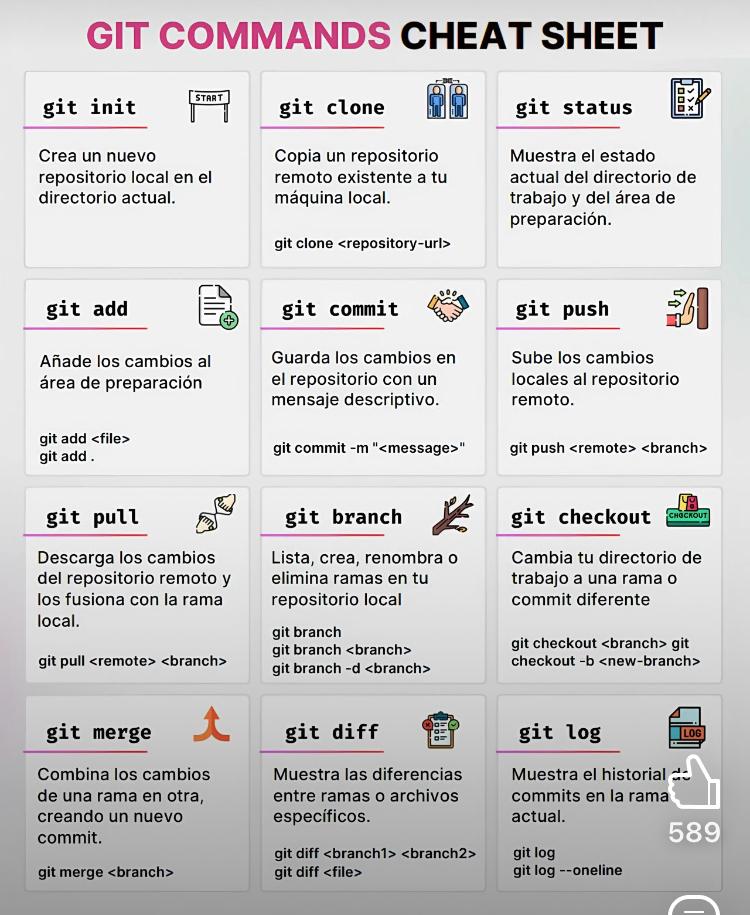 GIT COMMANDS CHEAT SHEET
git init
START
Crea un nuevo
repositorio local en el
directorio actual.
git clone
Copia un repositorio
remoto existente a tu
máquina local.
git clone <repository-url>
git status
Muestra el estado
actual del directorio de
trabajo y del área de
preparación.
git add
Añade los cambios al
área de preparación
git add <file>
git add .
git commit
Guarda los cambios en
el repositorio con un
mensaje descriptivo.
git commit -m "<message>"
git push
Sube los cambios
locales al repositorio
remoto.
git push <remote> <branch>
git pull
Descarga los cambios
del repositorio remoto y
los fusiona con la rama
local.
git pull <remote> <branch>
git branch
Lista, crea, renombra o
elimina ramas en tu
repositorio local
git branch
git branch <branch>
git branch -d <branch>
git checkout
CHECKOUT
Cambia tu directorio de
trabajo a una rama o
commit diferente
git checkout <branch> git
checkout -b <new-branch>
git merge
Combina los cambios
de una rama en otra,
creando un nuevo
commit.
git merge <branch>
git diff
Muestra las diferencias
entre ramas o archivos
específicos.
git diff <branch1> <branch2>
git diff <file>
git log
LOG
Muestra el historial de
commits en la rama
actual.
git log
git log --oneline
589